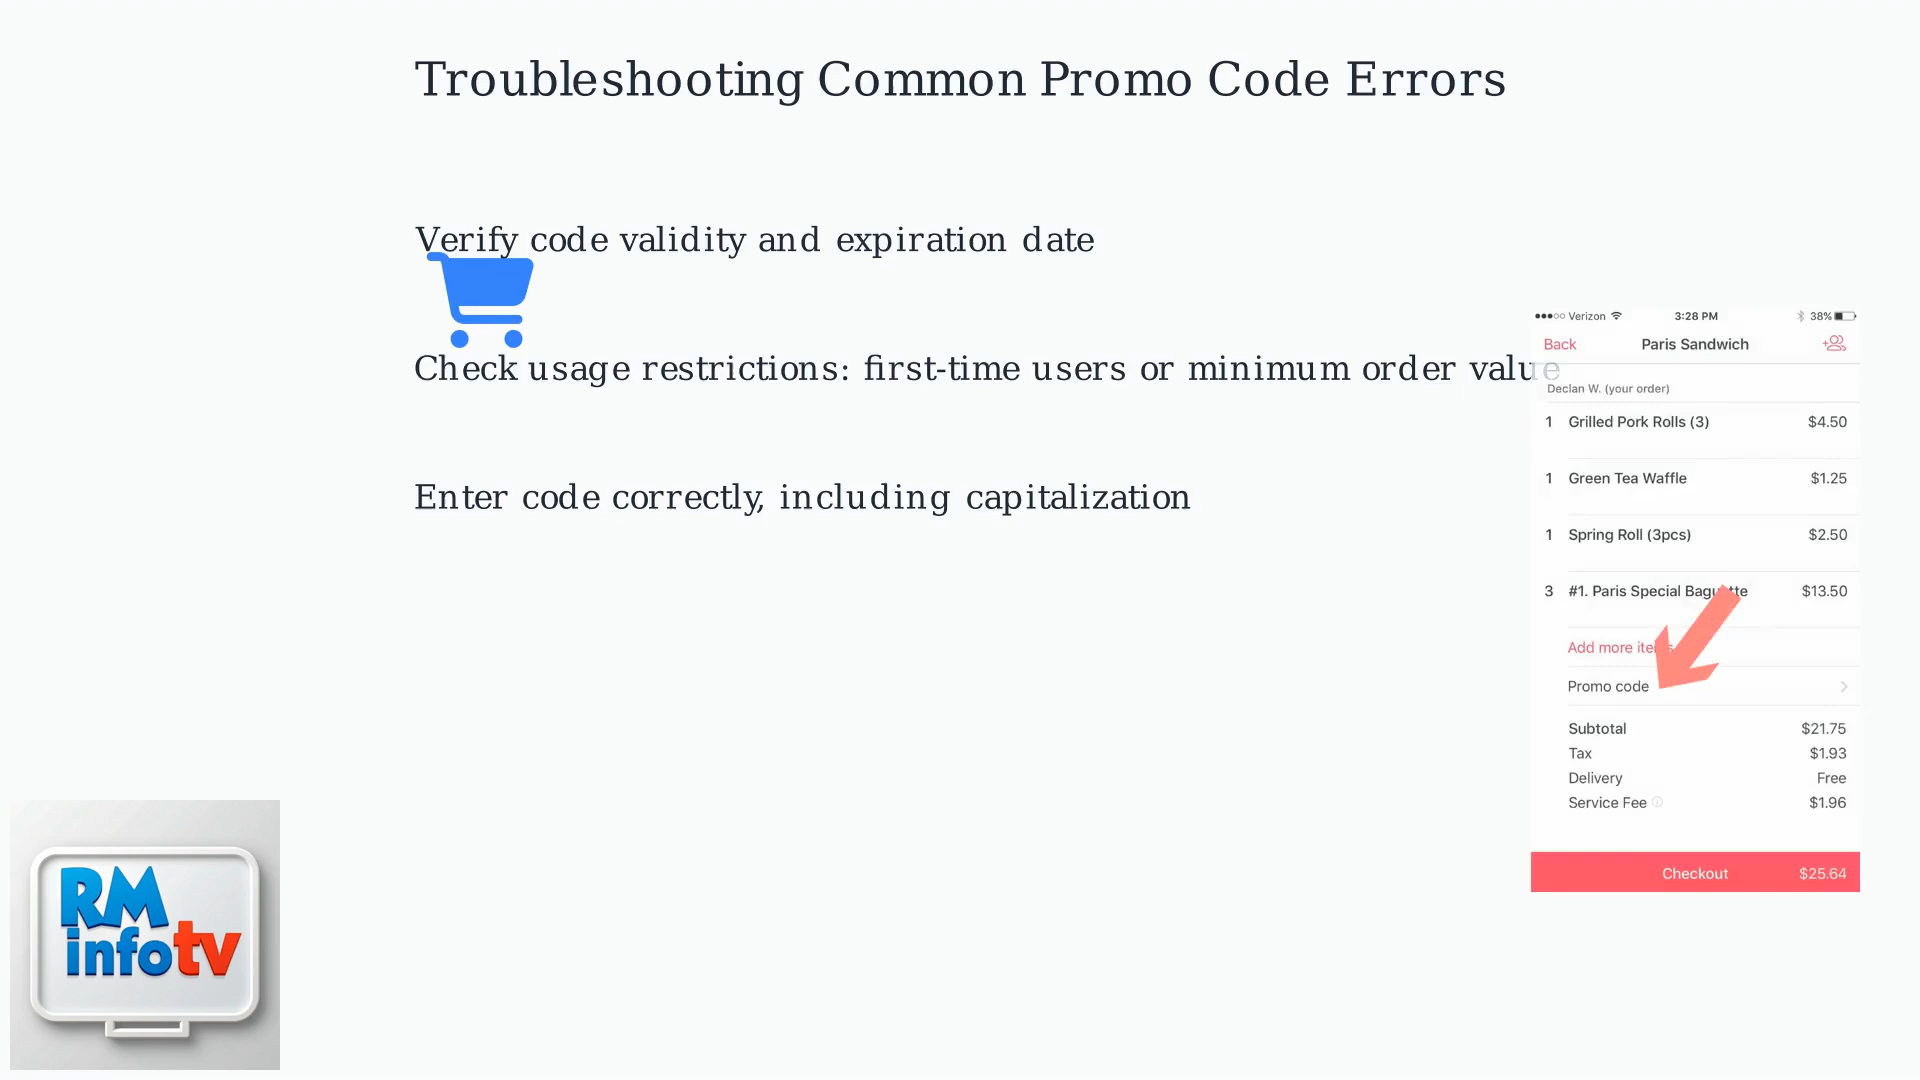 Troubleshooting Common Promo Code Errors
Verify code validity and expiration date
Check usage restrictions: first-time users or minimum order value
Enter code correctly, including capitalization
Verizon 3:28 PM 38%
Back Paris Sandwich
Declan W. (your order)
1 Grilled Pork Rolls (3) $4.50
1 Green Tea Waffle $1.25
1 Spring Roll (3pcs) $2.50
3 #1. Paris Special Baguette $13.50
Add more items
Promo code
Subtotal $21.75
Tax $1.93
Delivery Free
Service Fee $1.96
Checkout $25.64
RM
info tv